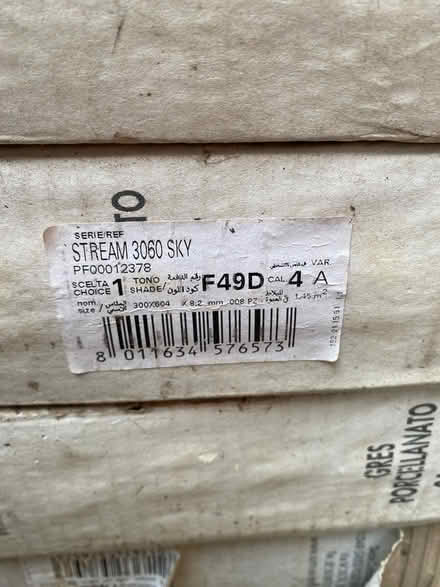 NATO
SERIE/REF
STREAM 3060 SKY
PF00012378
SCELTA CHOICE 1 TONO SHADE/ F49D CAL. 4 A VAR.
nom. size / 300X604 X 8.2 mm 008 PZ - 1.45 m²
8 011634 576573
GRES
PORCELLANATO